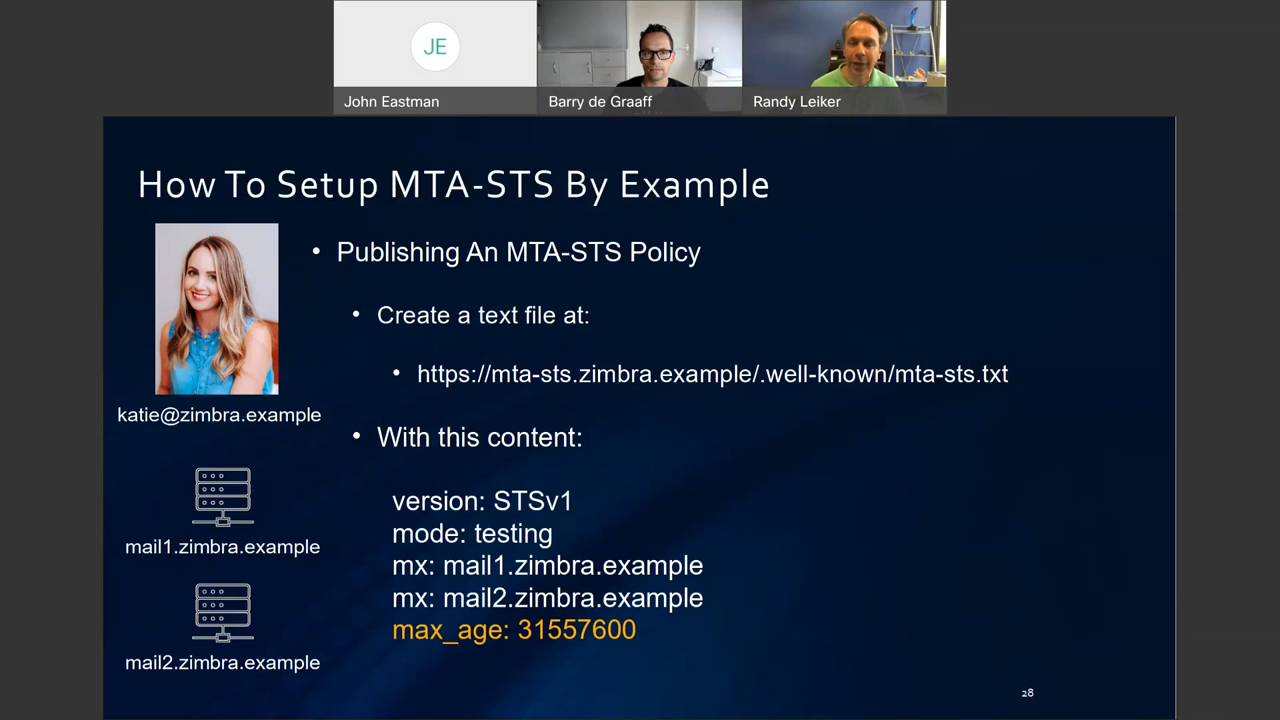 JE
John Eastman
Barry de Graaff
Randy Leiker
How To Setup MTA-STS By Example
• Publishing An MTA-STS Policy
• Create a text file at:
• https://mta-sts.zimbra.example/.well-known/mta-sts.txt
katie@zimbra.example
• With this content:
version: STSv1
mode: testing
mx: mail1.zimbra.example
mx: mail2.zimbra.example
max_age: 31557600
mail1.zimbra.example
mail2.zimbra.example
28